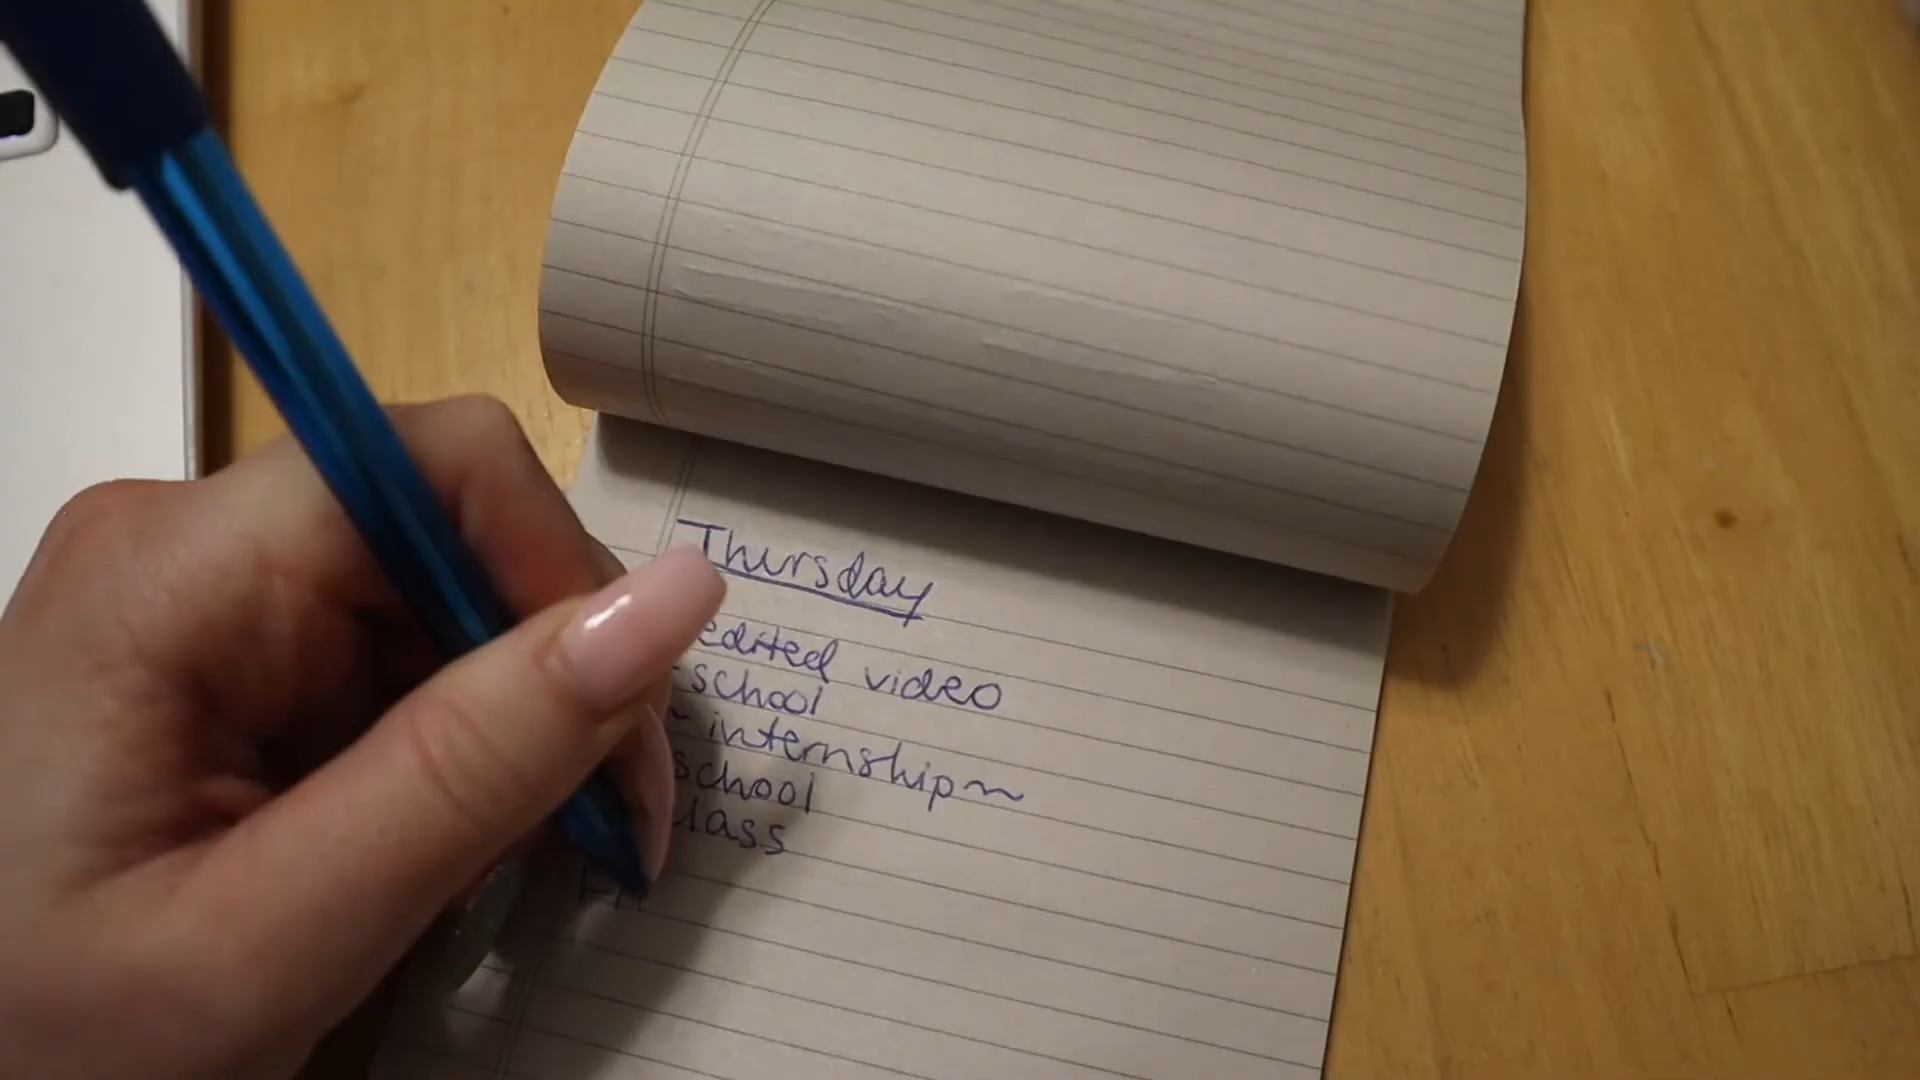 Thursday
edited video
- school
~ internship ~
school
class